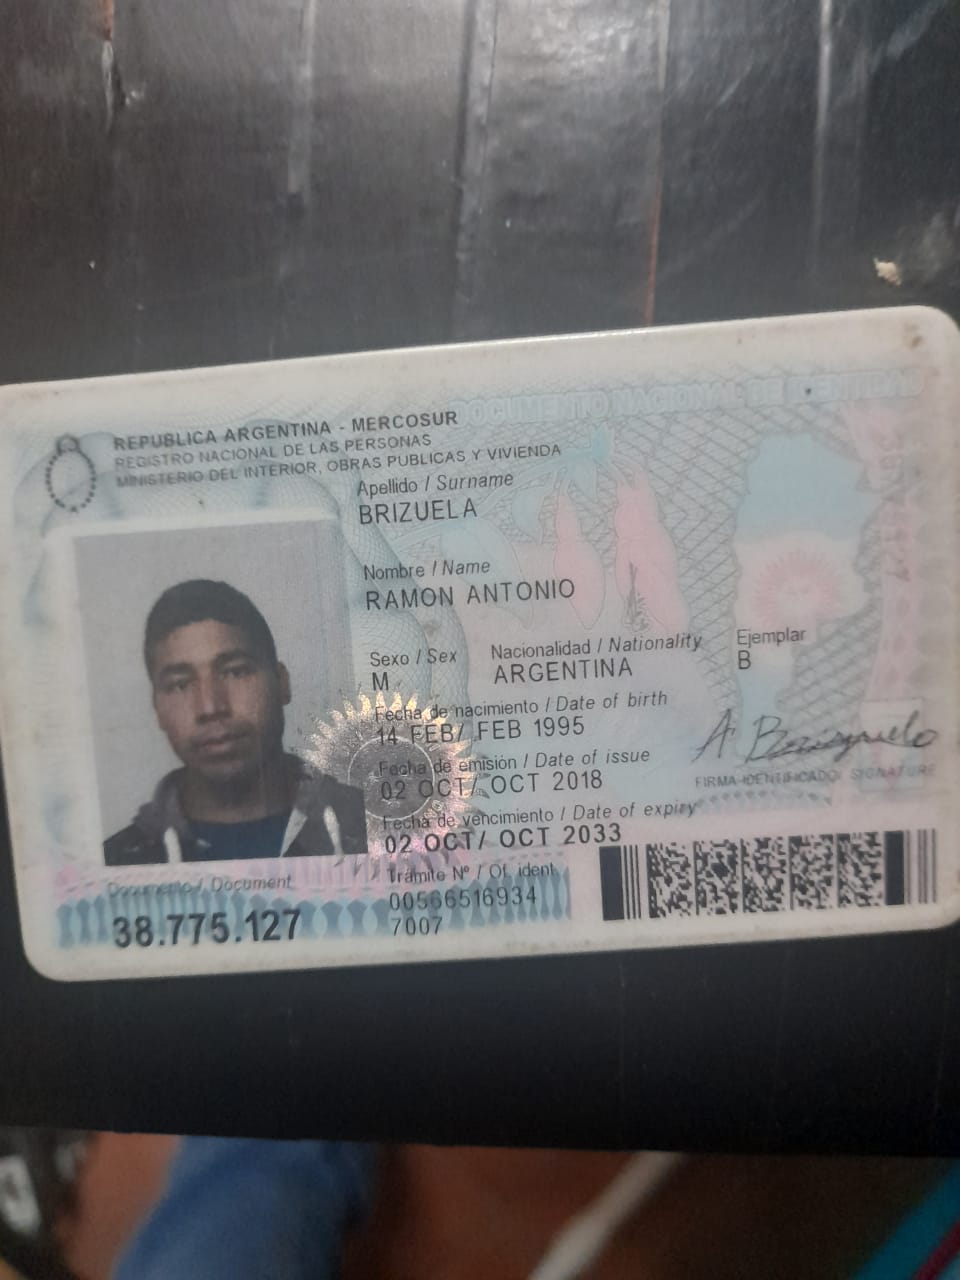 DOCUMENTO NACIONAL DE IDENTIDAD
REPUBLICA ARGENTINA - MERCOSUR
REGISTRO NACIONAL DE LAS PERSONAS
MINISTERIO DEL INTERIOR, OBRAS PUBLICAS Y VIVIENDA
Apellido / Surname
BRIZUELA
Nombre / Name
RAMON ANTONIO
Sexo / Sex
M
Nacionalidad / Nationality
ARGENTINA
Ejemplar
B
Fecha de nacimiento / Date of birth
14 FEB/ FEB 1995
Fecha de emisión / Date of issue
02 OCT/ OCT 2018
Fecha de vencimiento / Date of expiry
02 OCT/ OCT 2033
A Brizuela
FIRMA IDENTIFICADO/ SIGNATURE
Documento / Document
38.775.127
Trámite Nº / Of. ident.
00566516934
7007